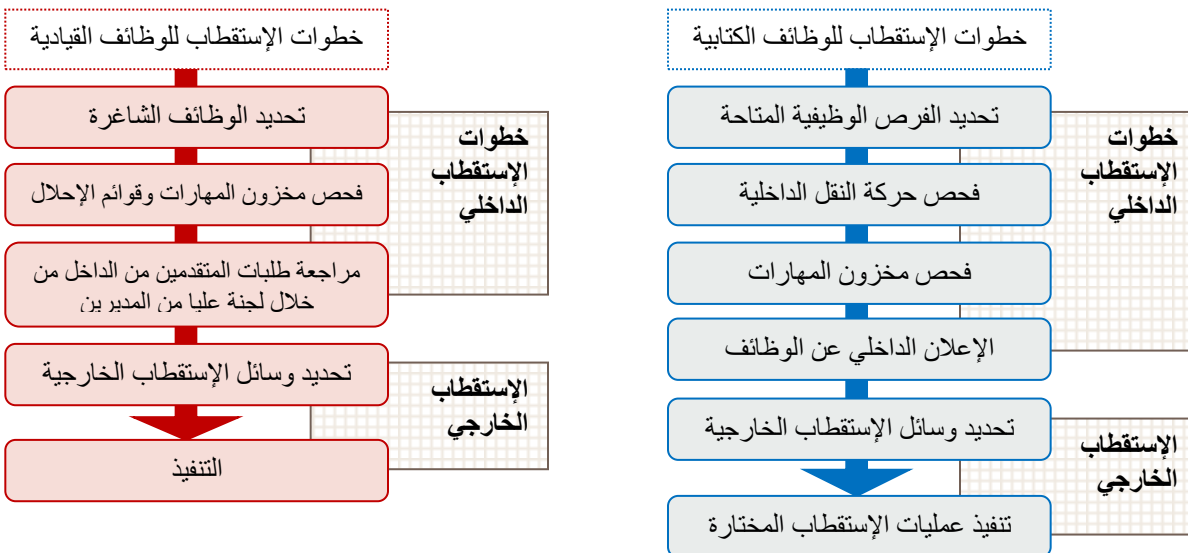 خطوات الإستقطاب للوظائف الكتابية
تحديد الفرص الوظيفية المتاحة
فحص حركة النقل الداخلية
فحص مخزون المهارات
الإعلان الداخلي عن الوظائف
خطوات
الإستقطاب
الداخلي
تحديد وسائل الإستقطاب الخارجية
تنفيذ عمليات الإستقطاب المختارة
الإستقطاب
الخارجي
خطوات الإستقطاب للوظائف القيادية
تحديد الوظائف الشاغرة
فحص مخزون المهارات وقوائم الإحلال
مراجعة طلبات المتقدمين من الداخل من
خلال لجنة عليا من المديرين
خطوات
الإستقطاب
الداخلي
تحديد وسائل الإستقطاب الخارجية
التنفيذ
الإستقطاب
الخارجي